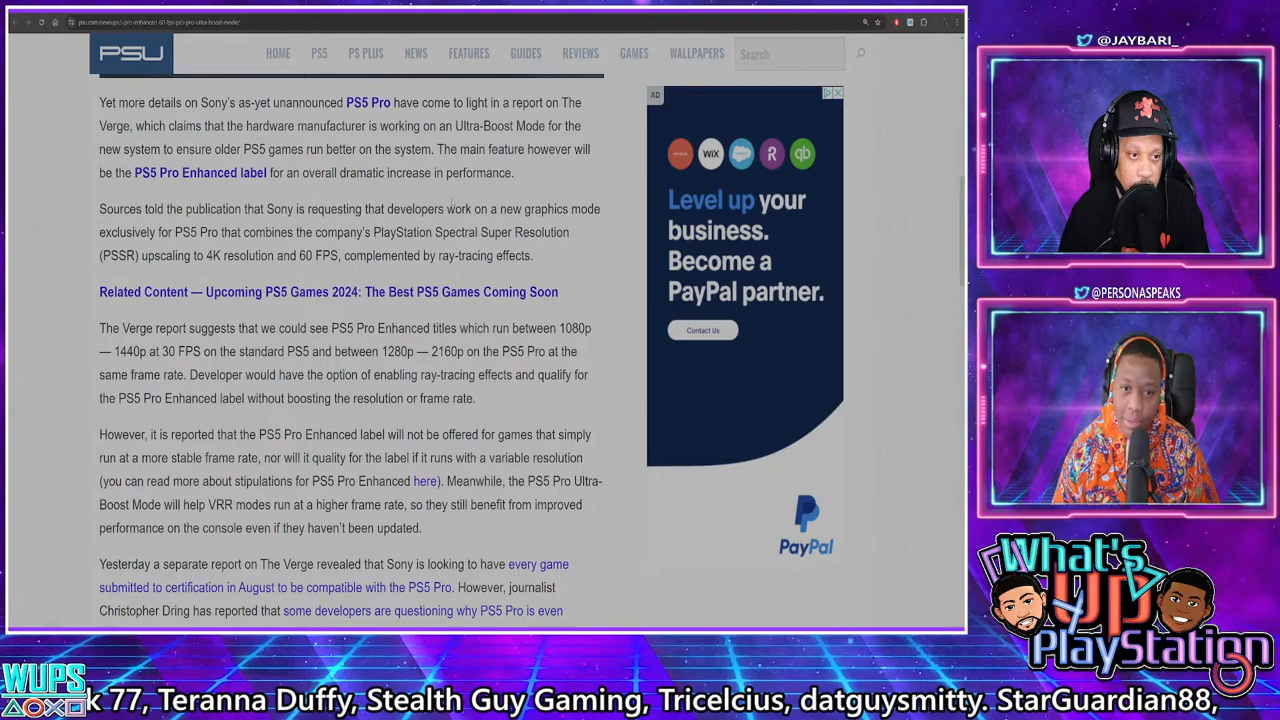 psu.com/news/ps5-pro-enhanced-60-fps-ps5-pro-ultra-boost-mode/
PSU
HOME PS5 PS PLUS NEWS FEATURES GUIDES REVIEWS GAMES WALLPAPERS Search
Yet more details on Sony's as-yet unannounced PS5 Pro have come to light in a report on The
Verge, which claims that the hardware manufacturer is working on an Ultra-Boost Mode for the
new system to ensure older PS5 games run better on the system. The main feature however will
be the PS5 Pro Enhanced label for an overall dramatic increase in performance.
Sources told the publication that Sony is requesting that developers work on a new graphics mode
exclusively for PS5 Pro that combines the company's PlayStation Spectral Super Resolution
(PSSR) upscaling to 4K resolution and 60 FPS, complemented by ray-tracing effects.
Related Content — Upcoming PS5 Games 2024: The Best PS5 Games Coming Soon
The Verge report suggests that we could see PS5 Pro Enhanced titles which run between 1080p
— 1440p at 30 FPS on the standard PS5 and between 1280p — 2160p on the PS5 Pro at the
same frame rate. Developer would have the option of enabling ray-tracing effects and qualify for
the PS5 Pro Enhanced label without boosting the resolution or frame rate.
However, it is reported that the PS5 Pro Enhanced label will not be offered for games that simply
run at a more stable frame rate, nor will it quality for the label if it runs with a variable resolution
(you can read more about stipulations for PS5 Pro Enhanced here). Meanwhile, the PS5 Pro Ultra-
Boost Mode will help VRR modes run at a higher frame rate, so they still benefit from improved
performance on the console even if they haven't been updated.
Yesterday a separate report on The Verge revealed that Sony is looking to have every game
submitted to certification in August to be compatible with the PS5 Pro. However, journalist
Christopher Dring has reported that some developers are questioning why PS5 Pro is even
AD
WiX
R
qb
Level up your
business.
Become a
PayPal partner.
Contact Us
PayPal
@JAYBARI_
@PERSONASPEAKS
What's
Up
PlayStation
WUPS
k 77, Teranna Duffy, Stealth Guy Gaming, Tricelcius, datguysmitty. StarGuardian88,